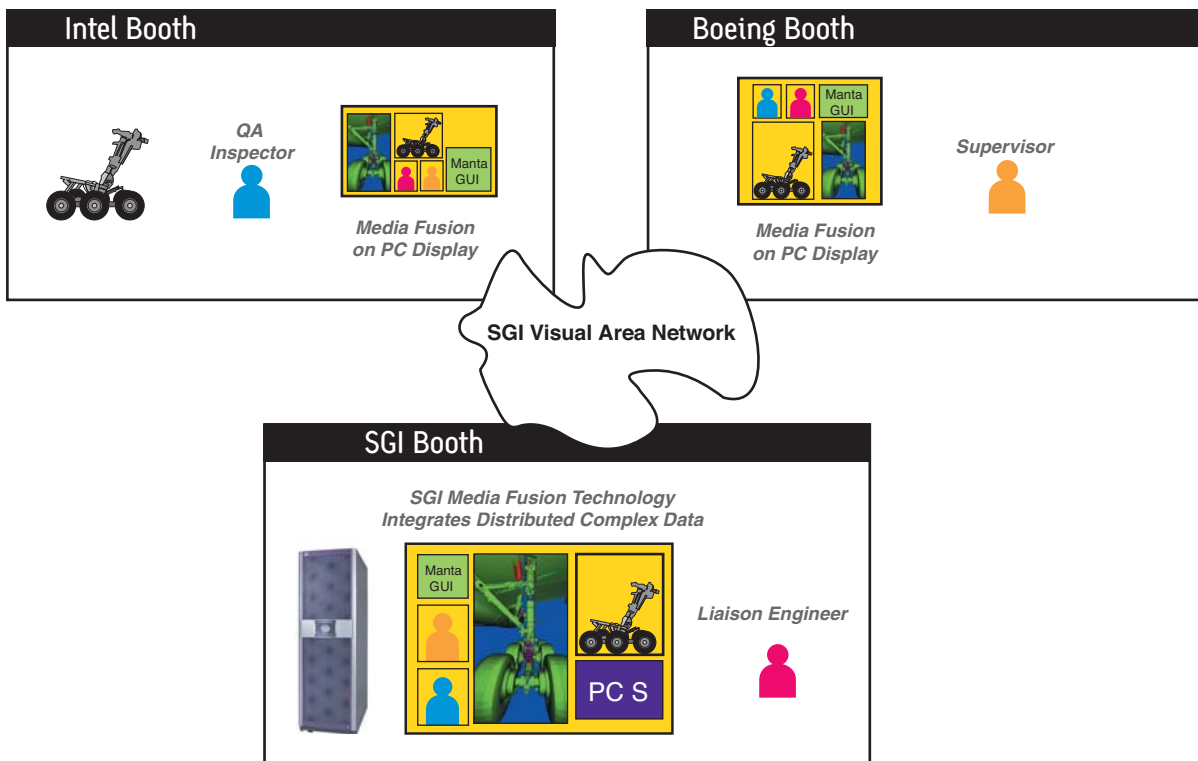 Intel Booth
QA
Inspector
Manta
GUI
Media Fusion
on PC Display
Boeing Booth
Manta
GUI
Media Fusion
on PC Display
Supervisor
SGI Visual Area Network
SGI Booth
SGI Media Fusion Technology
Integrates Distributed Complex Data
Manta
GUI
PC S
Liaison Engineer